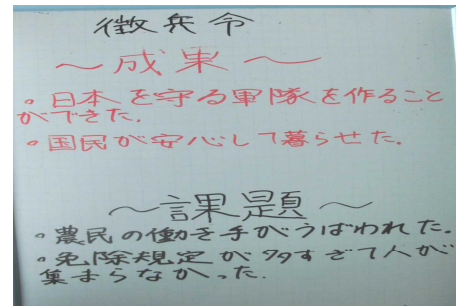 徴兵令
～成果～
。日本を守る軍隊を作ること
ができた.
。国民が安心して暮らせた.
～課題～
。農民の働き手がうばわれた.
。免除規定が多すぎて人が
集まらなかった.